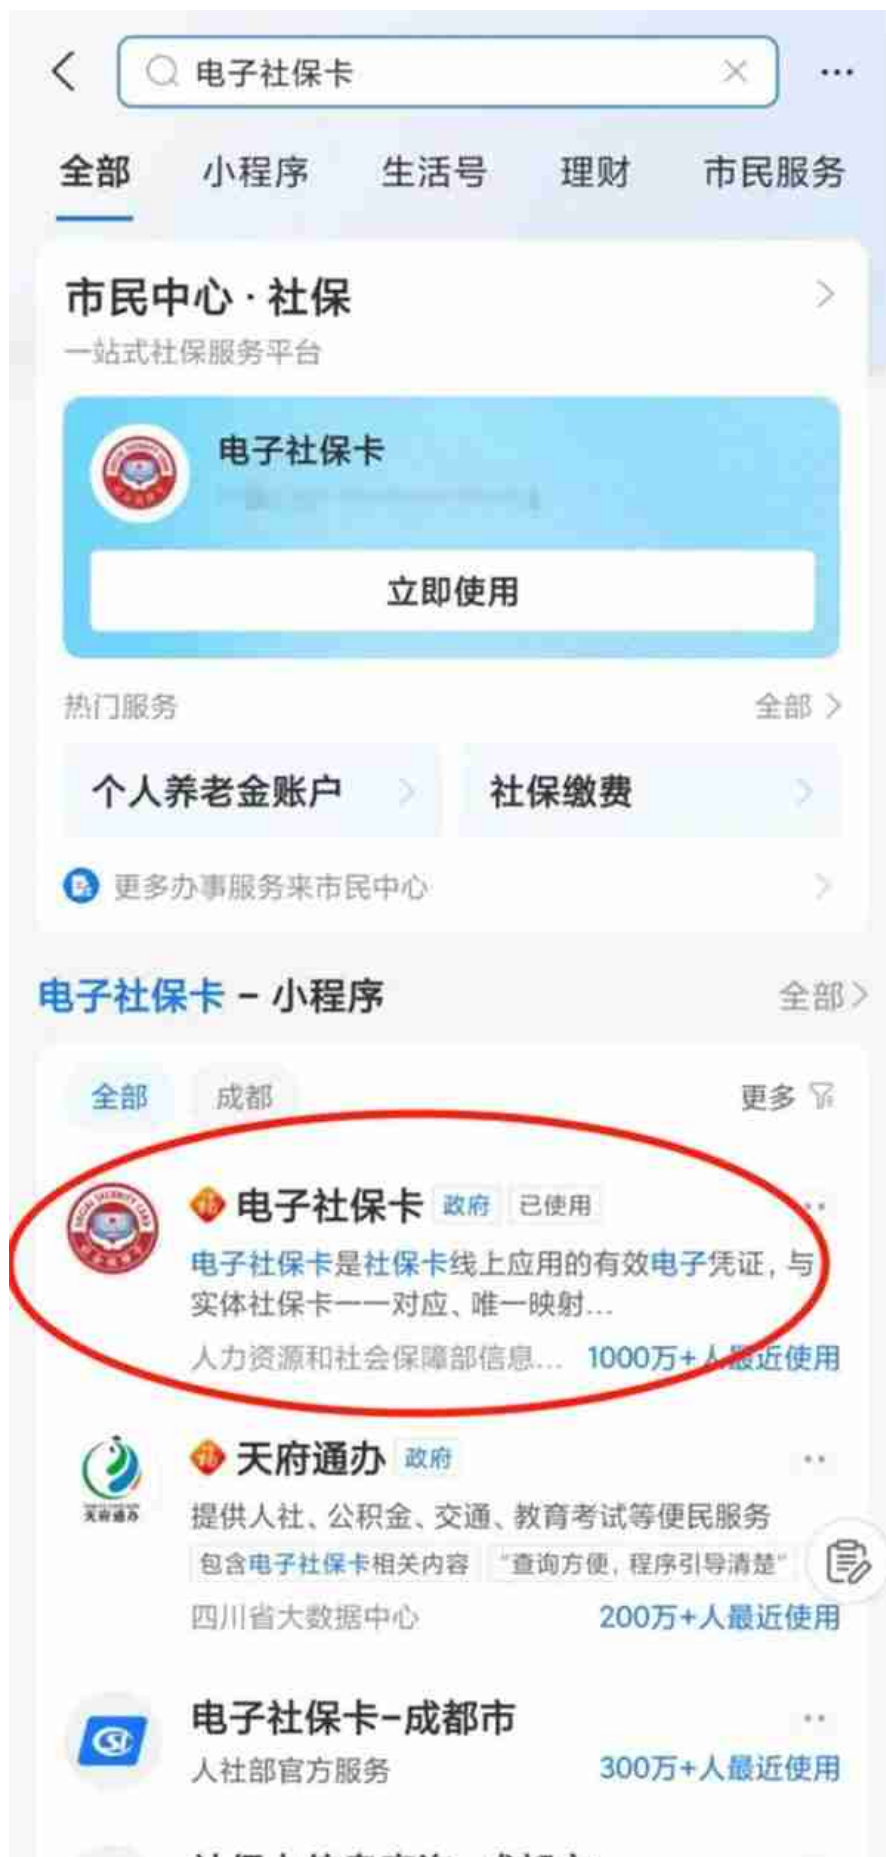 电子社保卡
全部 小程序 生活号 理财 市民服务
市民中心·社保
一站式社保服务平台
电子社保卡
立即使用
热门服务 全部
个人养老金账户 社保缴费
更多办事服务来市民中心
电子社保卡 - 小程序 全部
全部 成都 更多
福 电子社保卡 政府 已使用
电子社保卡是社保卡线上应用的有效电子凭证，与
实体社保卡一一对应、唯一映射...
人力资源和社会保障部信息... 1000万+人最近使用
福 天府通办 政府
天府通办
提供人社、公积金、交通、教育考试等便民服务
包含电子社保卡相关内容 “查询方便，程序引导清楚”
四川省大数据中心 200万+人最近使用
电子社保卡-成都市
人社部官方服务 300万+人最近使用